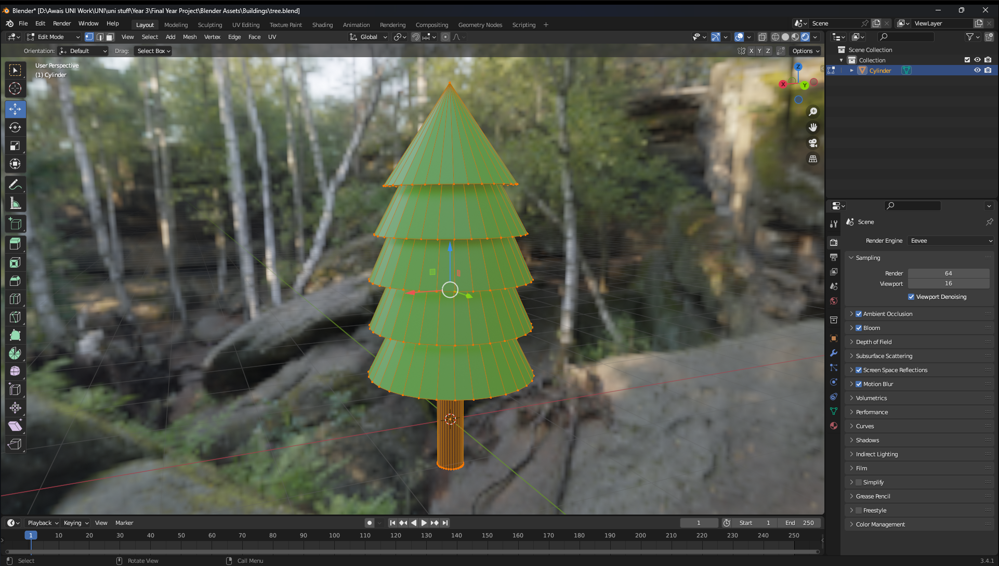 Blender* [D:\Awais UNI Work\UNI\uni stuff\Year 3\Final Year Project\Blender Assets\Buildings\tree.blend]
File Edit Render Window Help Layout Modeling Sculpting UV Editing Texture Paint Shading Animation Rendering Compositing Geometry Nodes Scripting + Scene ViewLayer
Edit Mode View Select Add Mesh Vertex Edge Face UV Global
Orientation: Default Drag: Select Box X Y Z Options
User Perspective
(1) Cylinder
Z
X
Y
Scene Collection
Collection
Cylinder
Scene
Render Engine Eevee
Sampling
Render 64
Viewport 16
Viewport Denoising
Ambient Occlusion
Bloom
Depth of Field
Subsurface Scattering
Screen Space Reflections
Motion Blur
Volumetrics
Performance
Curves
Shadows
Indirect Lighting
Film
Simplify
Grease Pencil
Freestyle
Color Management
Playback Keying View Marker 1 Start 1 End 250
1 10 20 30 40 50 60 70 80 90 100 110 120 130 140 150 160 170 180 190 200 210 220 230 240 250
Select Rotate View Call Menu 3.4.1